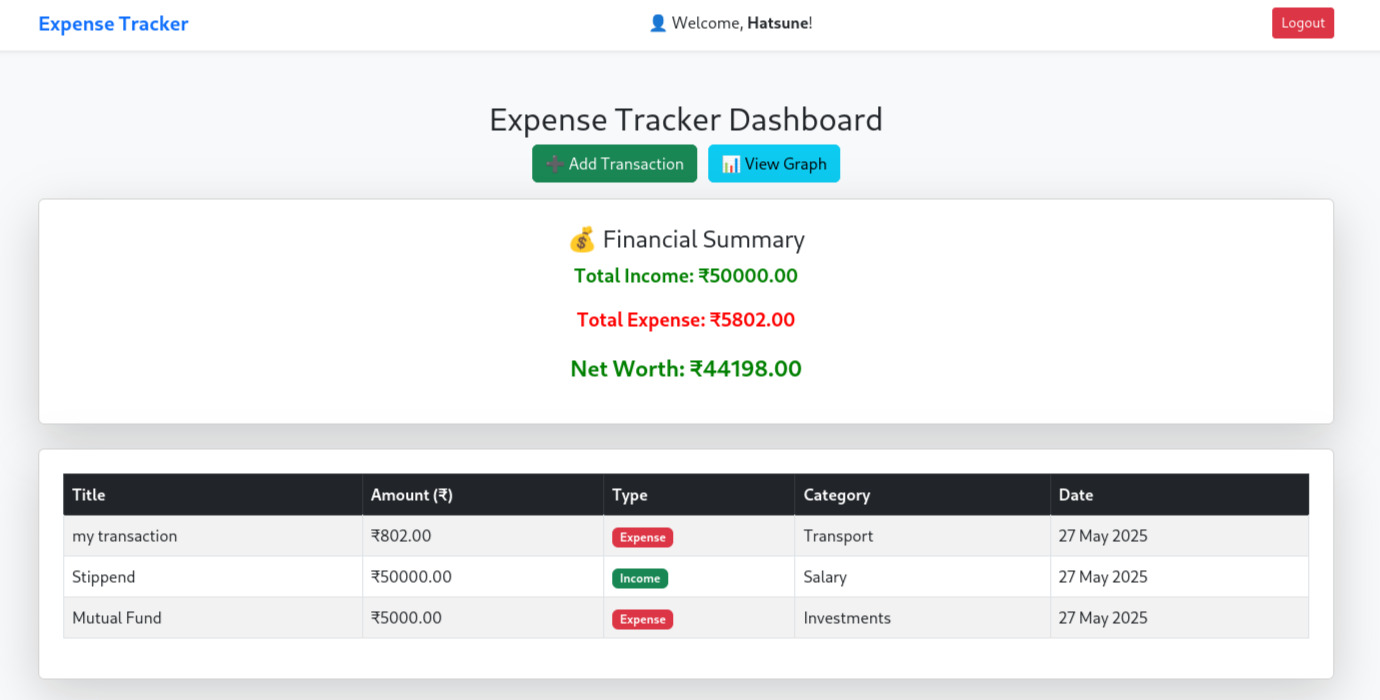 Expense Tracker
👤 Welcome, Hatsune!
Logout
Expense Tracker Dashboard
➕ Add Transaction
📊 View Graph
💰 Financial Summary
Total Income: ₹50000.00
Total Expense: ₹5802.00
Net Worth: ₹44198.00
Title Amount (₹) Type Category Date
my transaction ₹802.00 Expense Transport 27 May 2025
Stippend ₹50000.00 Income Salary 27 May 2025
Mutual Fund ₹5000.00 Expense Investments 27 May 2025